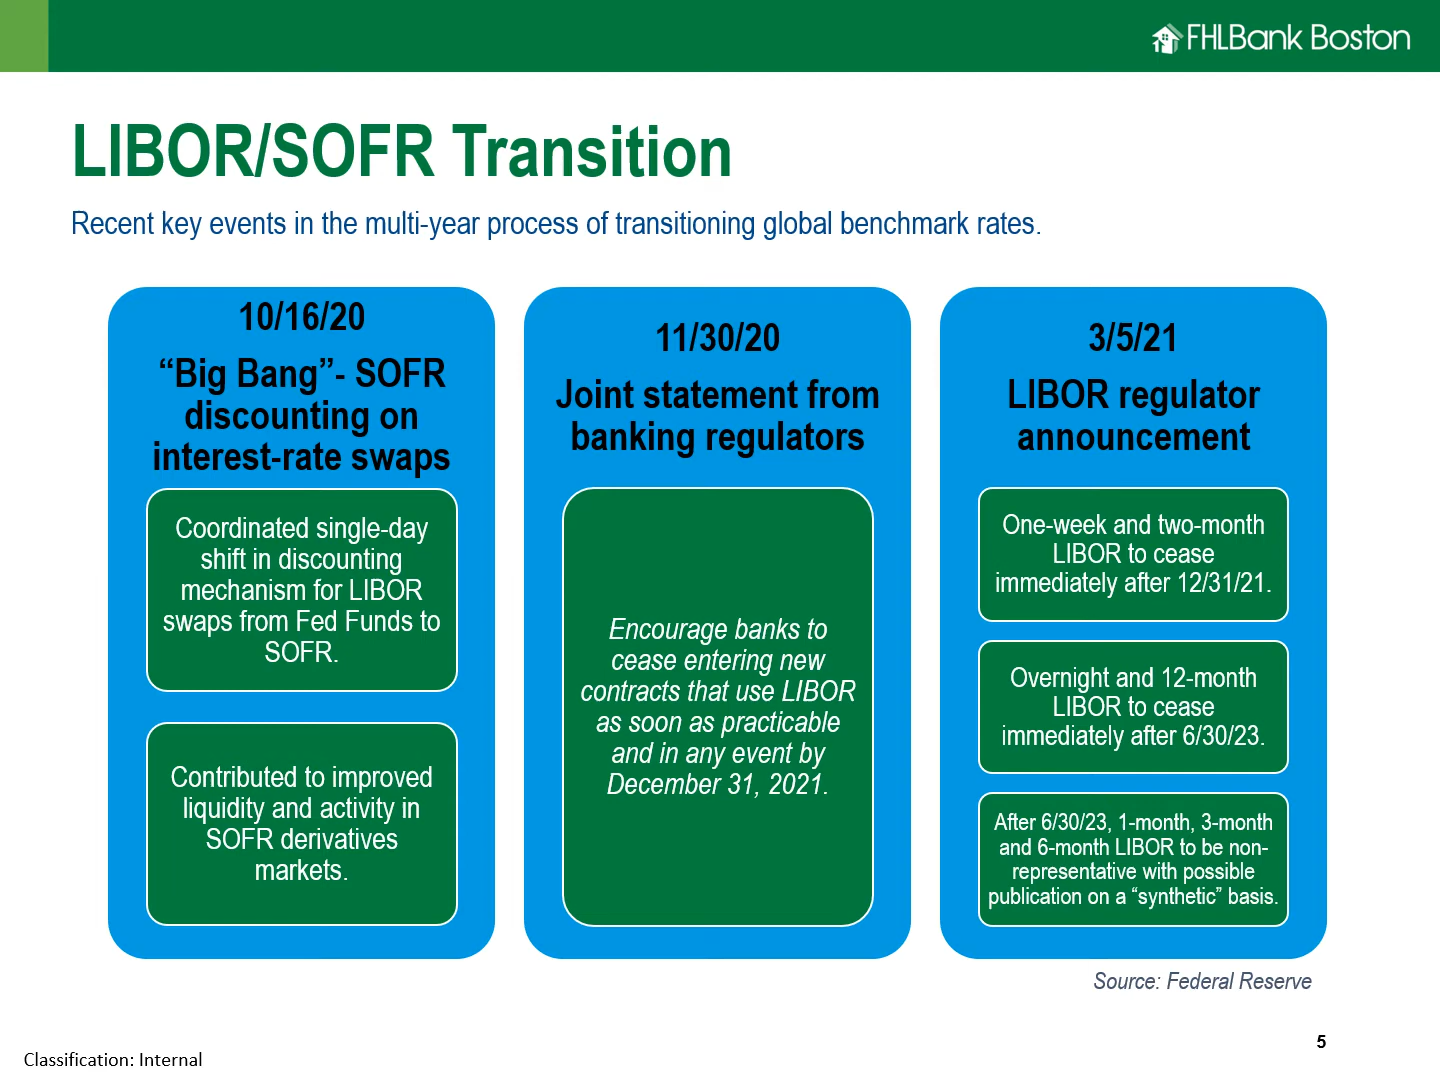 FHLBank Boston
LIBOR/SOFR Transition
Recent key events in the multi-year process of transitioning global benchmark rates.
10/16/20
“Big Bang”- SOFR
discounting on
interest-rate swaps
Coordinated single-day
shift in discounting
mechanism for LIBOR
swaps from Fed Funds to
SOFR.
Contributed to improved
liquidity and activity in
SOFR derivatives
markets.
11/30/20
Joint statement from
banking regulators
Encourage banks to
cease entering new
contracts that use LIBOR
as soon as practicable
and in any event by
December 31, 2021.
3/5/21
LIBOR regulator
announcement
One-week and two-month
LIBOR to cease
immediately after 12/31/21.
Overnight and 12-month
LIBOR to cease
immediately after 6/30/23.
After 6/30/23, 1-month, 3-month
and 6-month LIBOR to be non-
representative with possible
publication on a “synthetic” basis.
Source: Federal Reserve
5
Classification: Internal